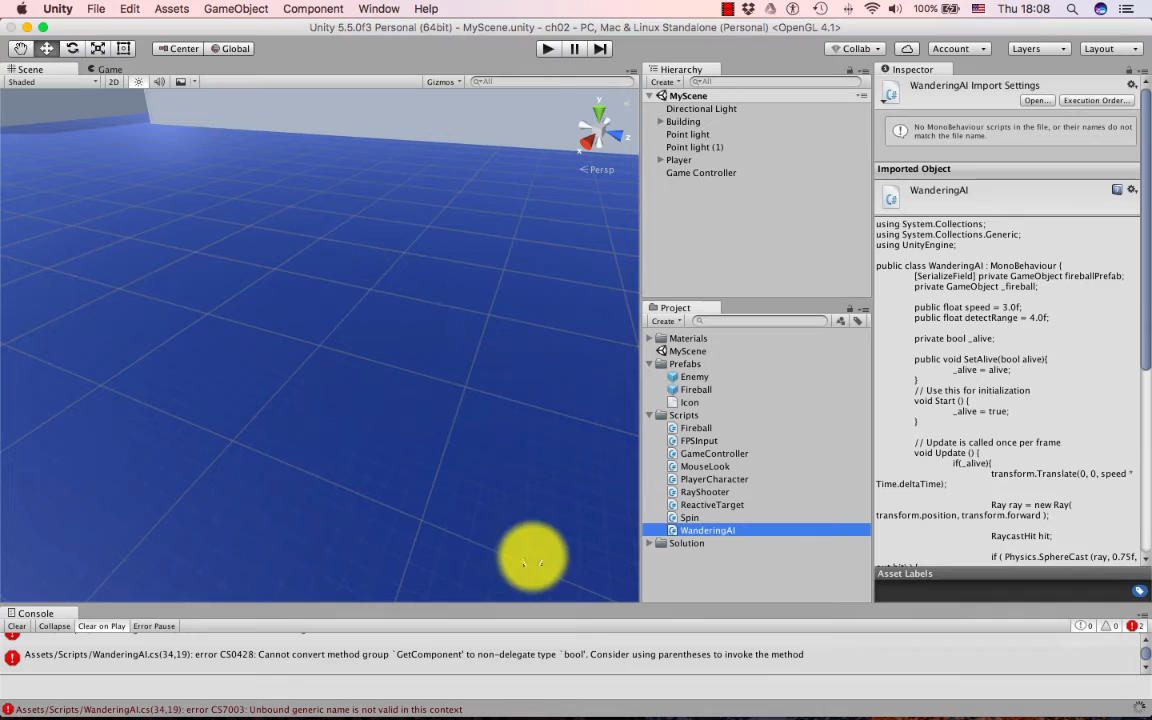 Unity File Edit Assets GameObject Component Window Help 100% Thu 18:08
Unity 5.5.0f3 Personal (64bit) - MyScene.unity - ch02 - PC, Mac & Linux Standalone (Personal) <OpenGL 4.1>
Center Global Collab Account Layers Layout
Scene Game
Shaded 2D Gizmos All
y
x
z
Persp
Hierarchy
Create All
MyScene
Directional Light
Building
Point light
Point light (1)
Player
Game Controller
Project
Create
Materials
MyScene
Prefabs
Enemy
Fireball
Icon
Scripts
Fireball
FPSInput
GameController
MouseLook
PlayerCharacter
RayShooter
ReactiveTarget
Spin
WanderingAI
Solution
Inspector
WanderingAI Import Settings
Open... Execution Order...
No MonoBehaviour scripts in the file, or their names do not
match the file name.
Imported Object
WanderingAI
using System.Collections;
using System.Collections.Generic;
using UnityEngine;
public class WanderingAI : MonoBehaviour {
[SerializeField] private GameObject fireballPrefab;
private GameObject _fireball;
public float speed = 3.0f;
public float detectRange = 4.0f;
private bool _alive;
public void SetAlive(bool alive){
_alive = alive;
}
// Use this for initialization
void Start () {
_alive = true;
}
// Update is called once per frame
void Update () {
if(_alive){
transform.Translate(0, 0, speed *
Time.deltaTime);
Ray ray = new Ray(
transform.position, transform.forward );
RaycastHit hit;
if ( Physics.SphereCast (ray, 0.75f,
Asset Labels
Console
Clear Collapse Clear on Play Error Pause 0 0 2
Assets/Scripts/WanderingAI.cs(34,19): error CS0428: Cannot convert method group `GetComponent' to non-delegate type `bool'. Consider using parentheses to invoke the method
Assets/Scripts/WanderingAI.cs(34,19): error CS7003: Unbound generic name is not valid in this context